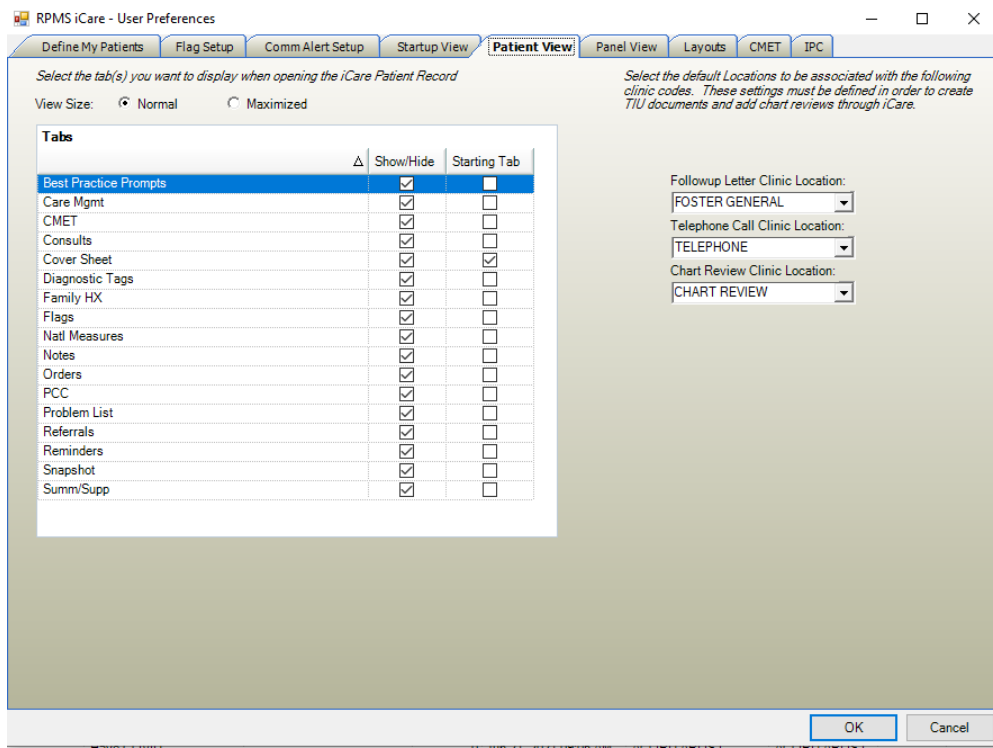 RPMS iCare - User Preferences
Define My Patients Flag Setup Comm Alert Setup Startup View Patient View Panel View Layouts CMET IPC
Select the tab(s) you want to display when opening the iCare Patient Record
View Size: Normal Maximized
Tabs
Show/Hide Starting Tab
Best Practice Prompts
Care Mgmt
CMET
Consults
Cover Sheet
Diagnostic Tags
Family HX
Flags
Natl Measures
Notes
Orders
PCC
Problem List
Referrals
Reminders
Snapshot
Summ/Supp
Select the default Locations to be associated with the following
clinic codes. These settings must be defined in order to create
TIU documents and add chart reviews through iCare.
Followup Letter Clinic Location:
FOSTER GENERAL
Telephone Call Clinic Location:
TELEPHONE
Chart Review Clinic Location:
CHART REVIEW
OK Cancel